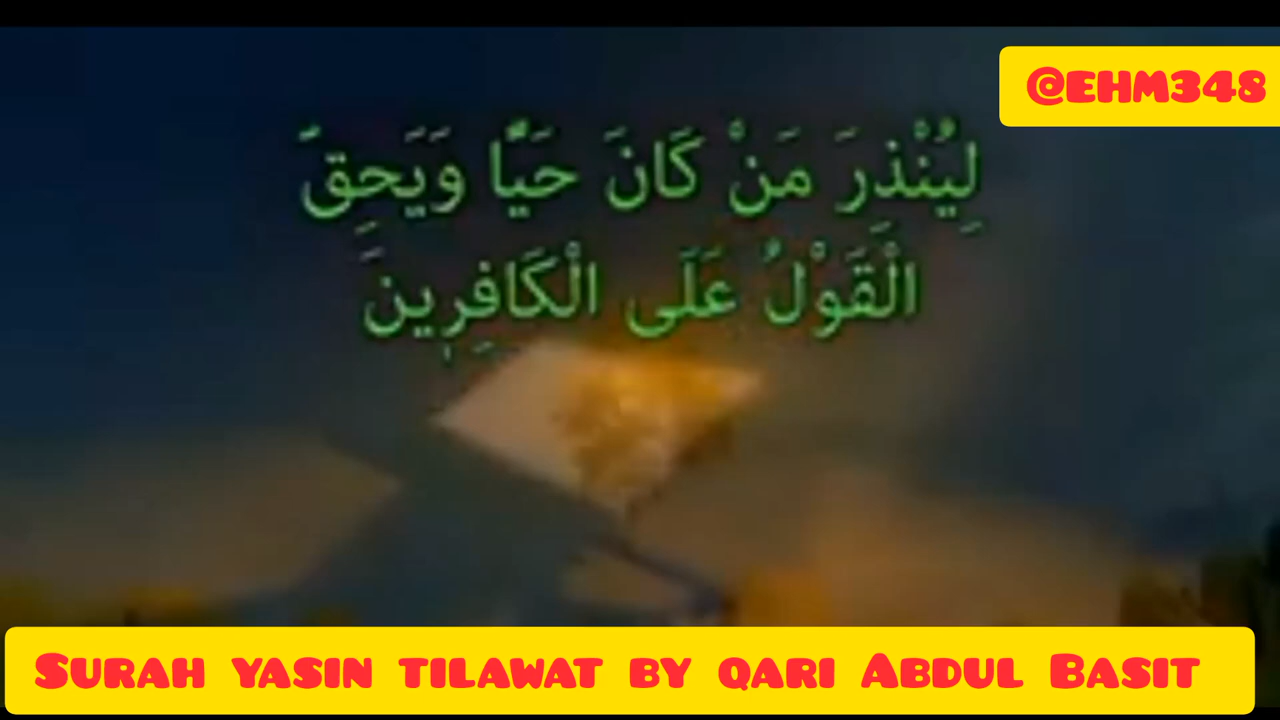 @EHM348
لِيُنْذِرَ مَنْ كَانَ حَيًّا وَيَحِقَّ
الْقَوْلُ عَلَى الْكَافِرِينَ
Surah yasin tilawat by qari Abdul Basit